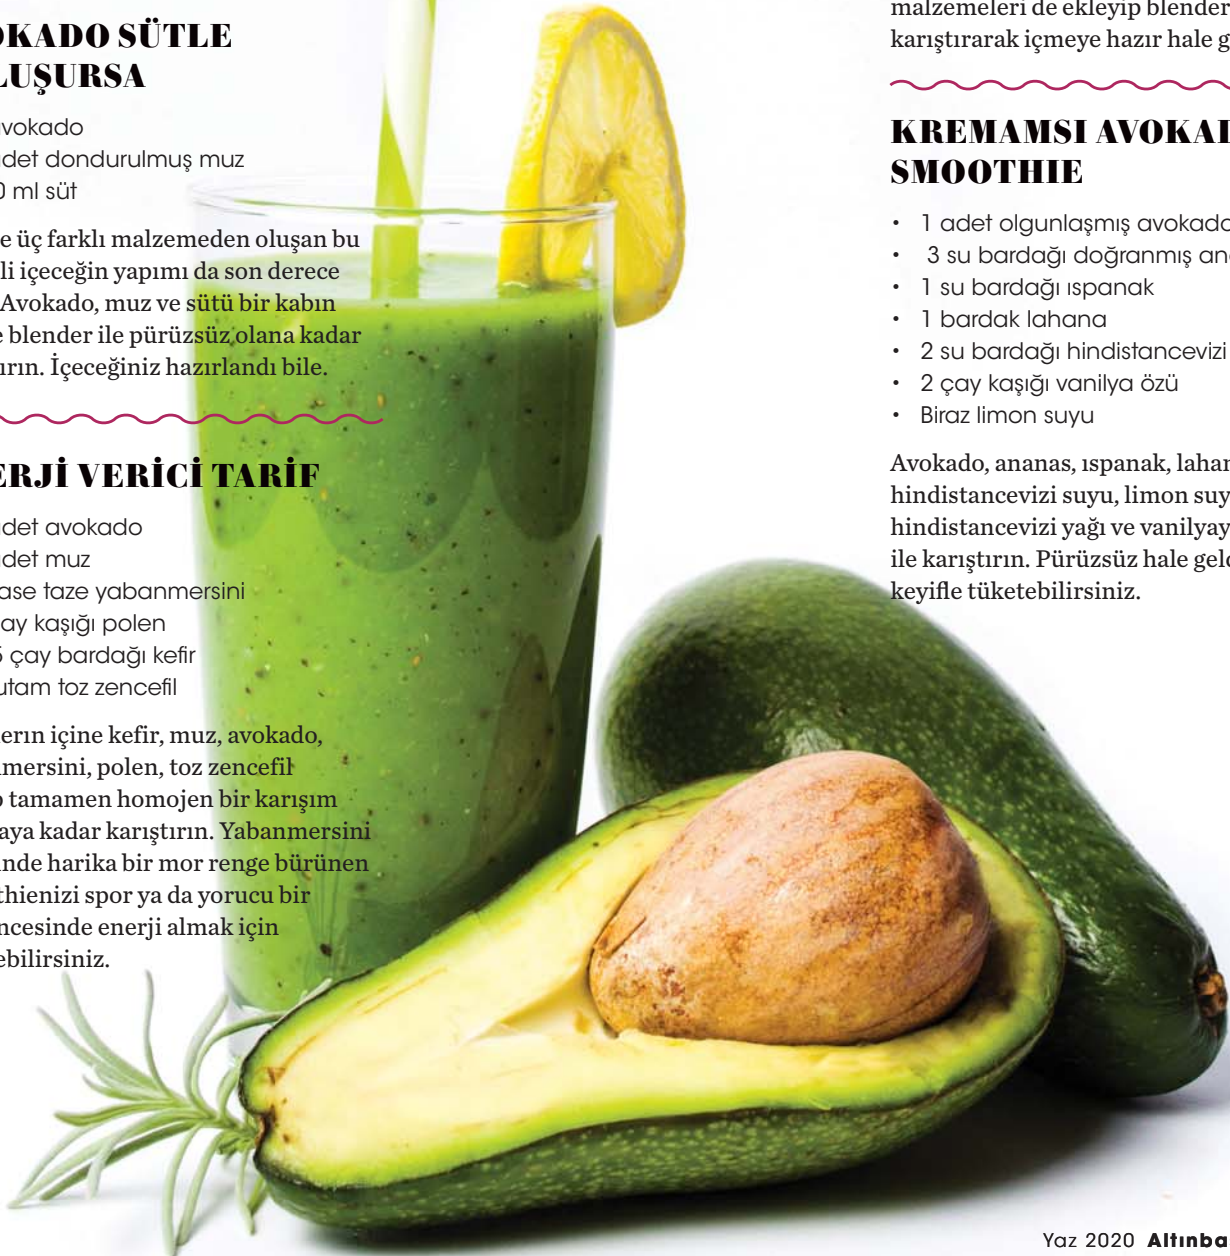 OKADO SÜTLE
LUŞURSA
avokado
det dondurulmuş muz
0 ml süt
e üç farklı malzemeden oluşan bu
li içeceğin yapımı da son derece
Avokado, muz ve sütü bir kabın
e blender ile pürüzsüz olana kadar
ırın. İçeceğiniz hazırlandı bile.
ERJİ VERİCİ TARİF
det avokado
det muz
ase taze yabanmersini
ay kaşığı polen
5 çay bardağı kefir
utam toz zencefil
erın içine kefir, muz, avokado,
mersini, polen, toz zencefil
p tamamen homojen bir karışım
aya kadar karıştırın. Yabanmersini
inde harika bir mor renge bürünen
thienizi spor ya da yorucu bir
ncesinde enerji almak için
ebilirsiniz.
malzemeleri de ekleyip blender
karıştırarak içmeye hazır hale g
KREMAMSI AVOKAD
SMOOTHIE
• 1 adet olgunlaşmış avokado
• 3 su bardağı doğranmış an
• 1 su bardağı ıspanak
• 1 bardak lahana
• 2 su bardağı hindistancevizi
• 2 çay kaşığı vanilya özü
• Biraz limon suyu
Avokado, ananas, ıspanak, lahan
hindistancevizi suyu, limon suy
hindistancevizi yağı ve vanilyay
ile karıştırın. Pürüzsüz hale geld
keyifle tüketebilirsiniz.
Yaz 2020 Altınba